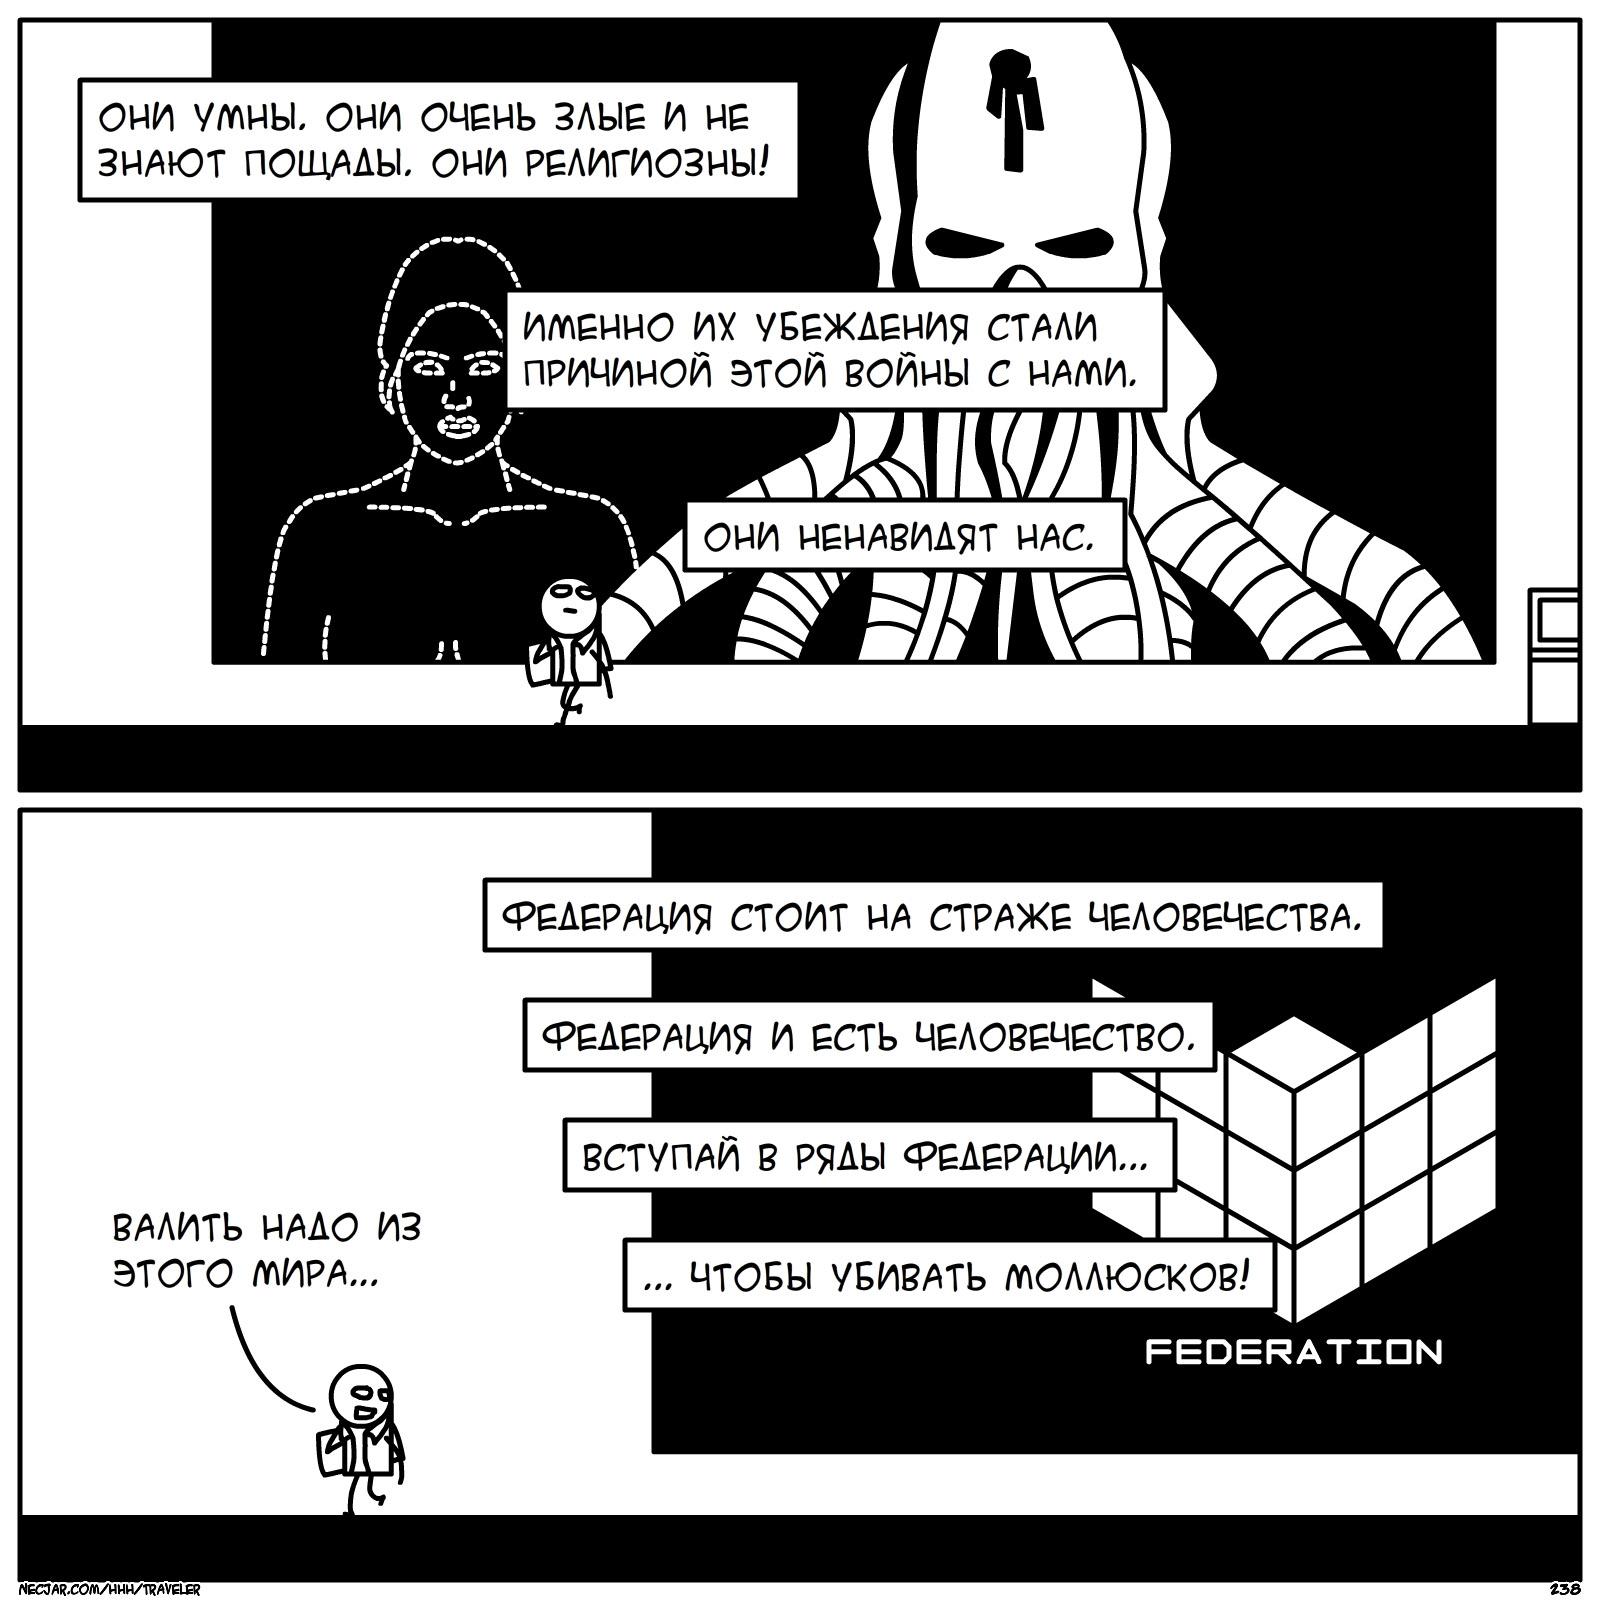 ОНИ УМНЫ. ОНИ ОЧЕНЬ ЗЛЫЕ И НЕ
ЗНАЮТ ПОЩАДЫ. ОНИ РЕЛИГИОЗНЫ!
ИМЕННО ИХ УБЕЖДЕНИЯ СТАЛИ
ПРИЧИНОЙ ЭТОЙ ВОЙНЫ С НАМИ.
ОНИ НЕНАВИДЯТ НАС.
ФЕДЕРАЦИЯ СТОИТ НА СТРАЖЕ ЧЕЛОВЕЧЕСТВА.
ФЕДЕРАЦИЯ И ЕСТЬ ЧЕЛОВЕЧЕСТВО.
ВСТУПАЙ В РЯДЫ ФЕДЕРАЦИИ...
... ЧТОБЫ УБИВАТЬ МОЛЛЮСКОВ!
FEDERATION
ВАЛИТЬ НАДО ИЗ
ЭТОГО МИРА...
NECJAR.COM/HHH/TRAVELER
238